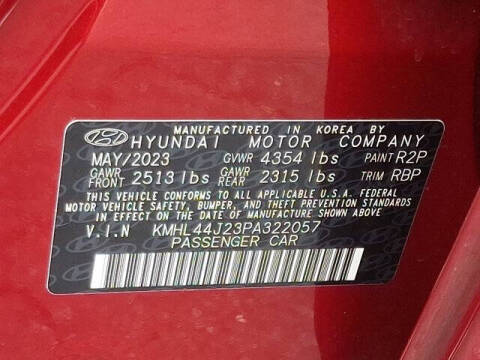 MANUFACTURED IN KOREA BY
HYUNDAI MOTOR COMPANY
MAY/2023 GVWR 4354 lbs PAINT R2P
GAWR FRONT 2513 lbs GAWR REAR 2315 lbs TRIM RBP
THIS VEHICLE CONFORMS TO ALL APPLICABLE U.S.A. FEDERAL
MOTOR VEHICLE SAFETY, BUMPER, AND THEFT PREVENTION STANDARDS
IN EFFECT ON THE DATE OF MANUFACTURE SHOWN ABOVE.
V.I.N KMHL44J23PA322057
PASSENGER CAR